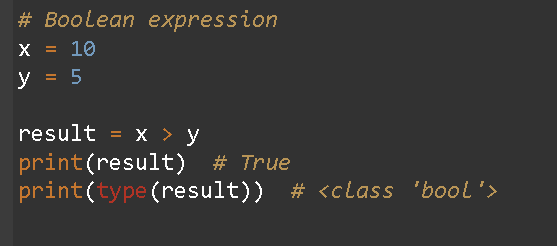 # Boolean expression
x = 10
y = 5
result = x > y
print(result)  # True
print(type(result))  # <class 'bool'>